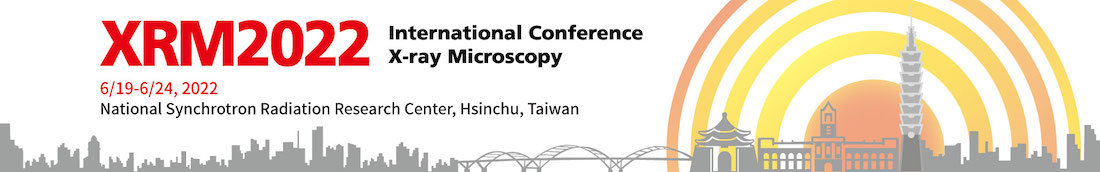 XRM2022
International Conference
X-ray Microscopy
6/19-6/24, 2022
National Synchrotron Radiation Research Center, Hsinchu, Taiwan